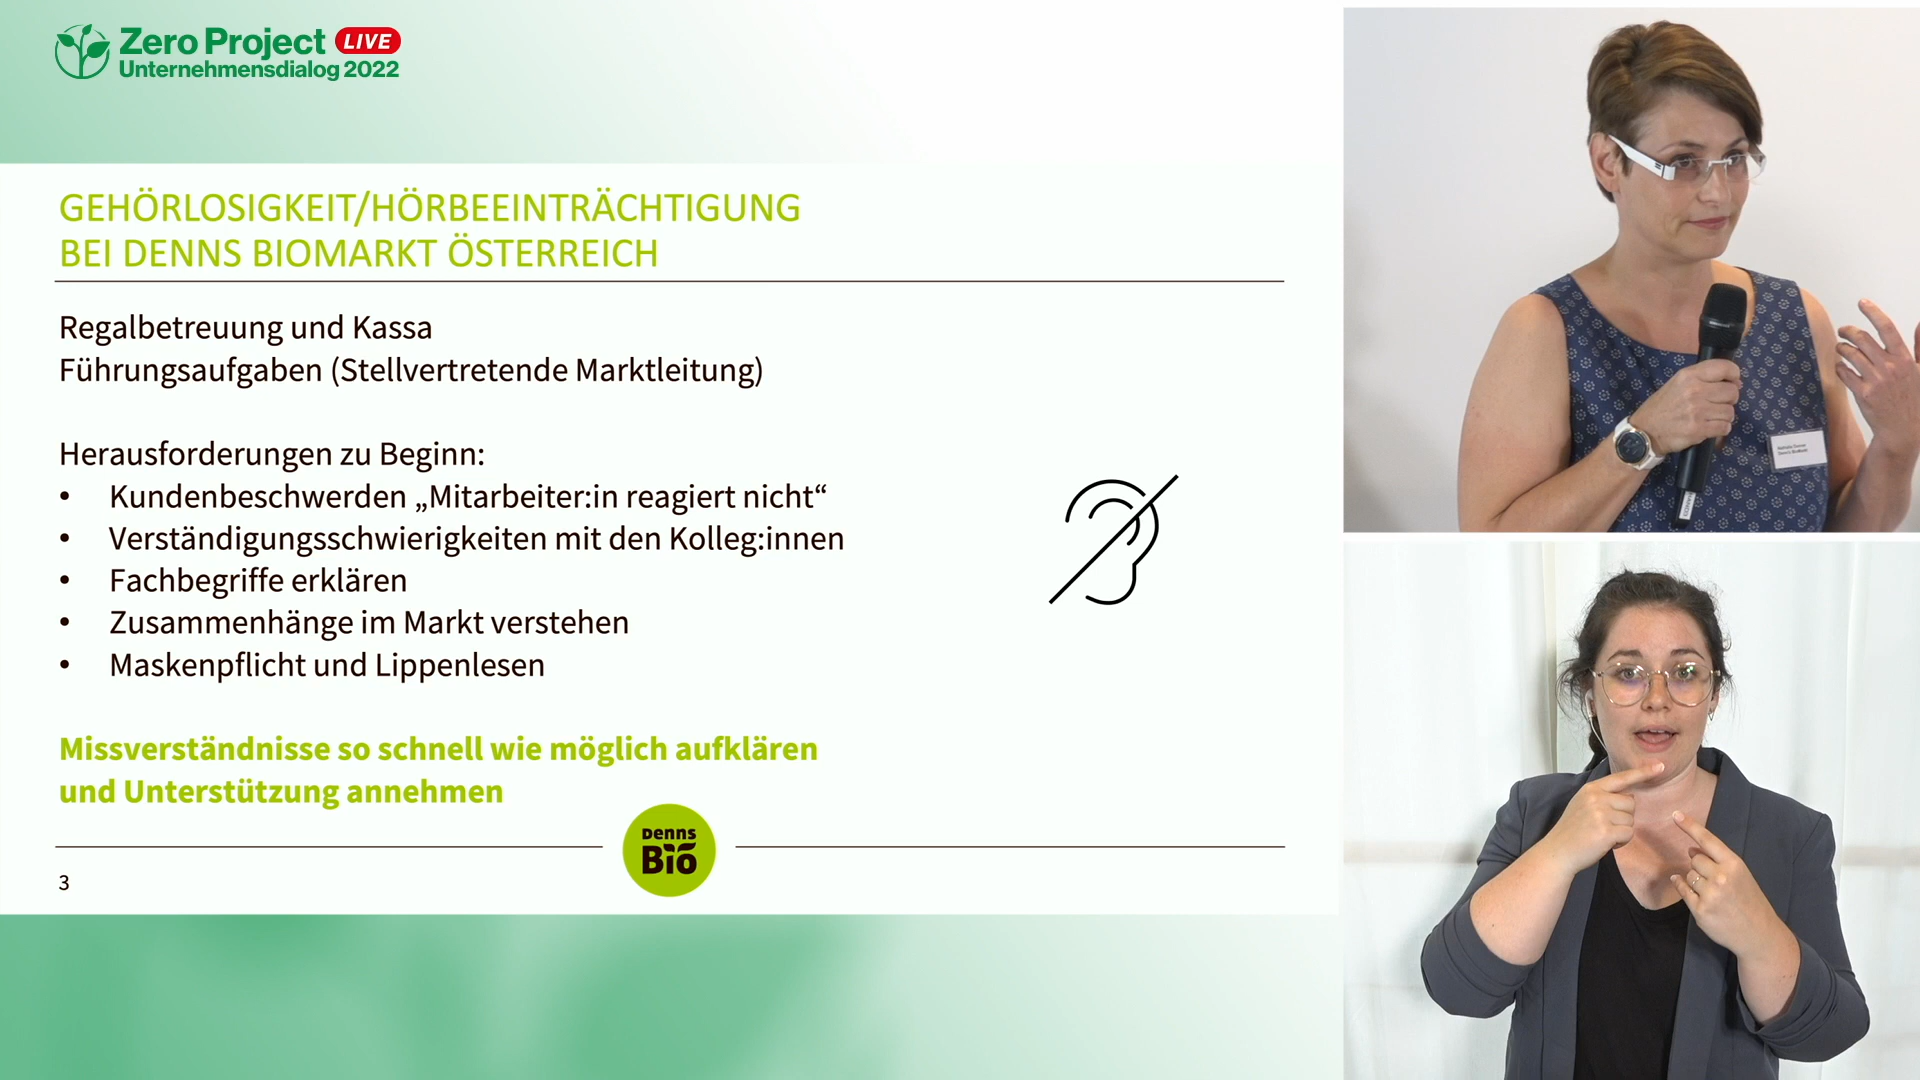 Zero Project LIVE
Unternehmensdialog 2022
GEHÖRLOSIGKEIT/HÖRBEEINTRÄCHTIGUNG
BEI DENNS BIOMARKT ÖSTERREICH
Regalbetreuung und Kassa
Führungsaufgaben (Stellvertretende Marktleitung)
Herausforderungen zu Beginn:
• Kundenbeschwerden „Mitarbeiter:in reagiert nicht“
• Verständigungsschwierigkeiten mit den Kolleg:innen
• Fachbegriffe erklären
• Zusammenhänge im Markt verstehen
• Maskenpflicht und Lippenlesen
Missverständnisse so schnell wie möglich aufklären
und Unterstützung annehmen
Denns
Bio
3